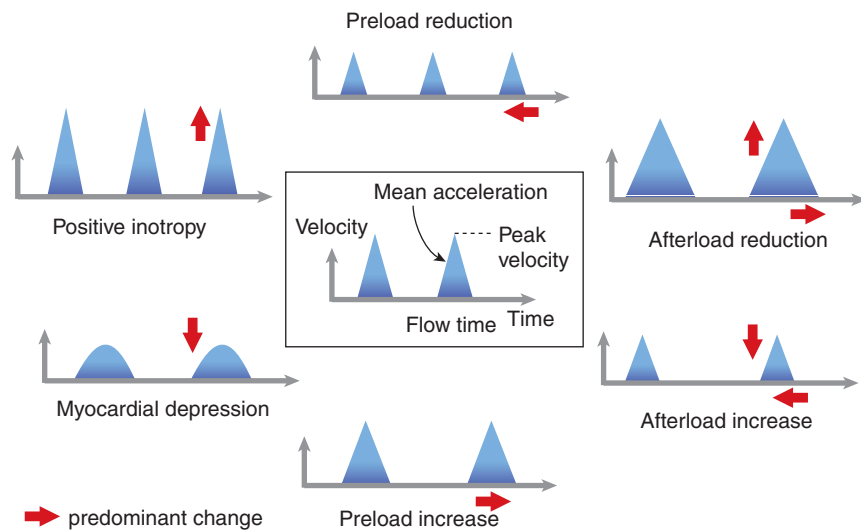 Preload reduction
Positive inotropy
Afterload reduction
Mean acceleration
Velocity
Peak
velocity
Flow time
Time
Myocardial depression
Afterload increase
Preload increase
predominant change